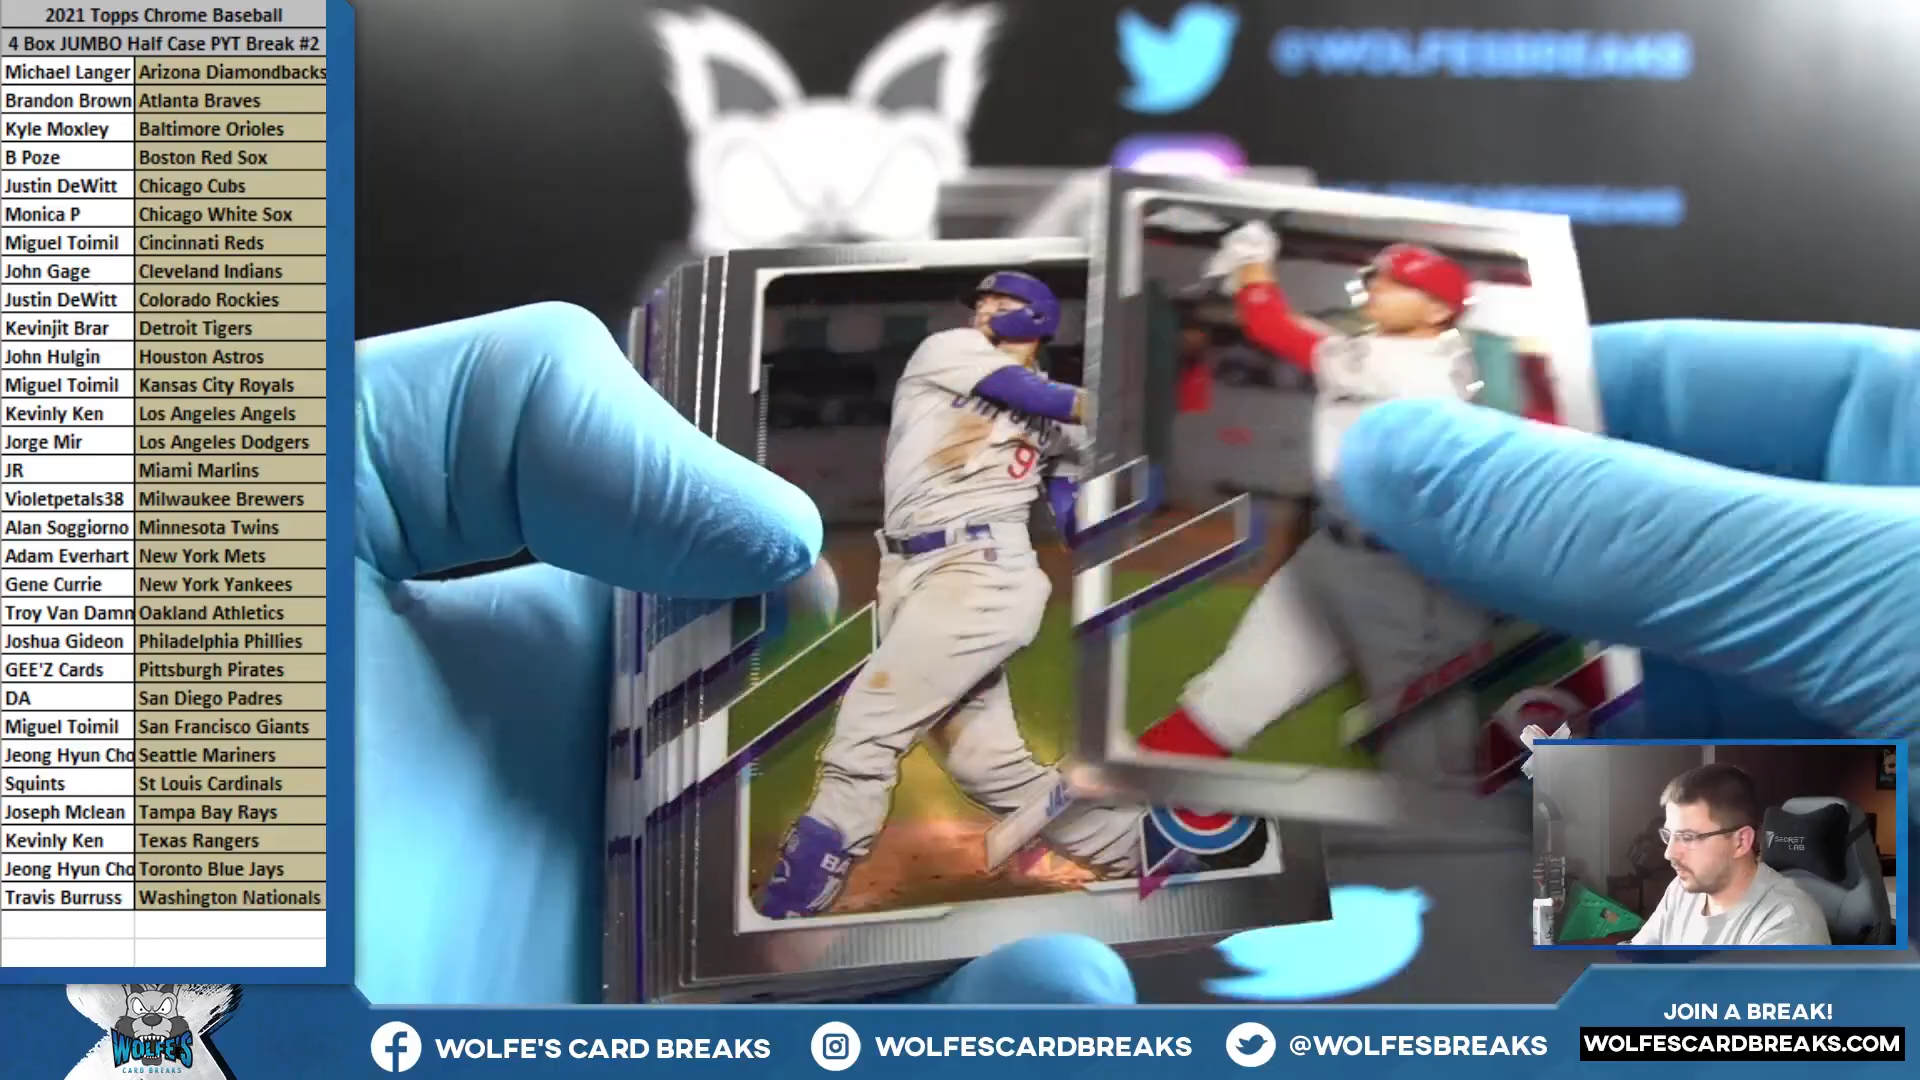 2021 Topps Chrome Baseball
4 Box JUMBO Half Case PYT Break #2
Michael Langer Arizona Diamondbacks
Brandon Brown Atlanta Braves
Kyle Moxley Baltimore Orioles
B Poze Boston Red Sox
Justin DeWitt Chicago Cubs
Monica P Chicago White Sox
Miguel Toimil Cincinnati Reds
John Gage Cleveland Indians
Justin DeWitt Colorado Rockies
Kevinjit Brar Detroit Tigers
John Hulgin Houston Astros
Miguel Toimil Kansas City Royals
Kevinly Ken Los Angeles Angels
Jorge Mir Los Angeles Dodgers
JR Miami Marlins
Violetpetals38 Milwaukee Brewers
Alan Soggiorno Minnesota Twins
Adam Everhart New York Mets
Gene Currie New York Yankees
Troy Van Damn Oakland Athletics
Joshua Gideon Philadelphia Phillies
GEE'Z Cards Pittsburgh Pirates
DA San Diego Padres
Miguel Toimil San Francisco Giants
Jeong Hyun Cho Seattle Mariners
Squints St Louis Cardinals
Joseph Mclean Tampa Bay Rays
Kevinly Ken Texas Rangers
Jeong Hyun Cho Toronto Blue Jays
Travis Burruss Washington Nationals
@WOLFESBREAKS
9
SECRET
LAB
WOLFE'S
CARD BREAKS
WOLFE'S CARD BREAKS
WOLFESCARDBREAKS
@WOLFESBREAKS
JOIN A BREAK!
WOLFESCARDBREAKS.COM